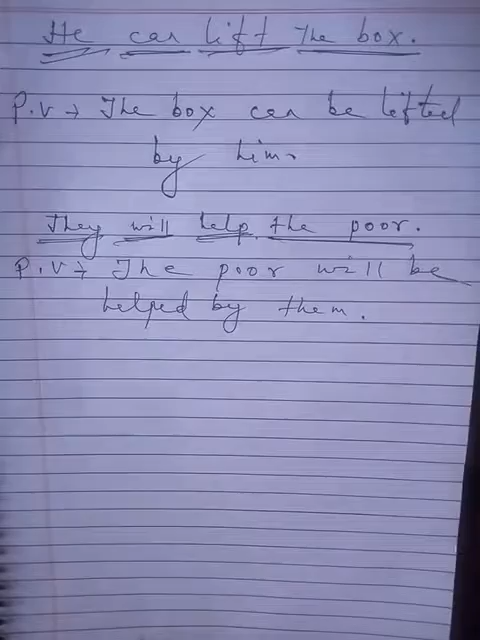 He can lift The box.
P.V → The box can be lifted
by him.
They will help the poor.
P.V → The poor will be
helped by them.